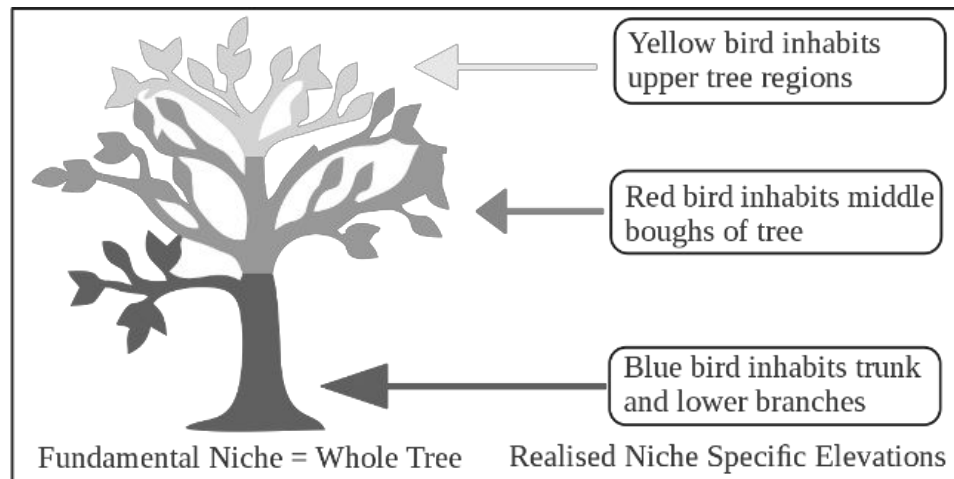 Yellow bird inhabits
upper tree regions
Red bird inhabits middle
boughs of tree
Blue bird inhabits trunk
and lower branches
Fundamental Niche = Whole Tree
Realised Niche Specific Elevations